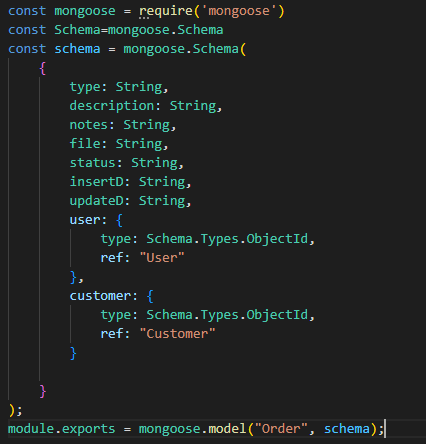 const mongoose = require('mongoose')
const Schema=mongoose.Schema
const schema = mongoose.Schema(
    {
        type: String,
        description: String,
        notes: String,
        file: String,
        status: String,
        insertD: String,
        updateD: String,
        user: {
            type: Schema.Types.ObjectId,
            ref: "User"
        },
        customer: {
            type: Schema.Types.ObjectId,
            ref: "Customer"
        }
    }
);
module.exports = mongoose.model("Order", schema);